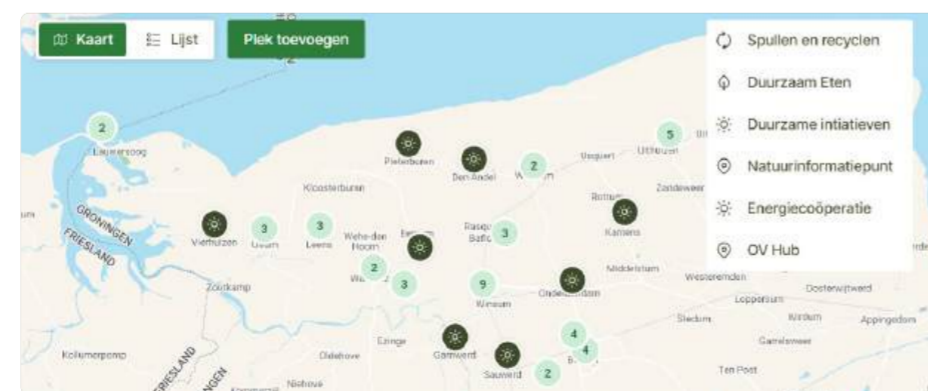 Kaart
Lijst
Plek toevoegen
Spullen en recyclen
Duurzaam Eten
Duurzame intiatieven
Natuurinformatiepunt
Energiecoöperatie
OV Hub
2
Lauwersoog
5
Uithuizen
Pieterburen
Den Andel
2
Usquert
Kloosterburen
Rottum
Zandeweer
GRONINGEN
FRIESLAND
Vierhuizen
3
3
Leens
Wehe-den
Hoorn
3
Kantens
2
3
9
Winsum
Middelstum
Westeremden
Zoutkamp
Loppersum
Oosterwijtwerd
Stedum
Wirdum
Appingedam
4
4
Garrelsweer
Ezinge
Garnwerd
Oldehove
Kollumerpomp
Sauwerd
2
Ten Post
Niehove